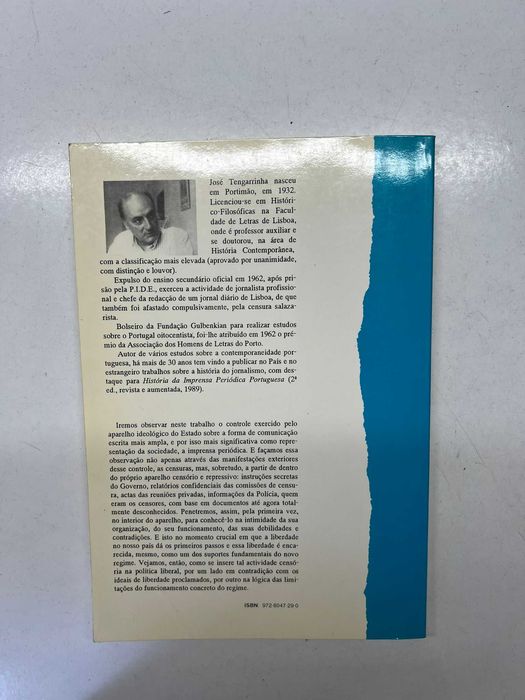 José Tengarrinha nasceu
em Portimão, em 1932.
Licenciou-se em Históri-
co-Filosóficas na Facul-
dade de Letras de Lisboa,
onde é professor auxiliar e
se doutorou, na área de
História Contemporânea,
com a classificação mais elevada (aprovado por unanimidade,
com distinção e louvor).
Expulso do ensino secundário oficial em 1962, após pri-
são pela P.I.D.E., exerceu a actividade de jornalista profissio-
nal e chefe da redacção de um jornal diário de Lisboa, de que
também foi afastado compulsivamente, pela censura salaza-
rista.
Bolseiro da Fundação Gulbenkian para realizar estudos
sobre o Portugal oitocentista, foi-lhe atribuído em 1962 o pré-
mio da Associação dos Homens de Letras do Porto.
Autor de vários estudos sobre a contemporaneidade por-
tuguesa, há mais de 30 anos tem vindo a publicar no País e no
estrangeiro trabalhos sobre a história do jornalismo, com des-
taque para História da Imprensa Periódica Portuguesa (2ª
ed., revista e aumentada, 1989).
Iremos observar neste trabalho o controle exercido pelo
aparelho ideológico do Estado sobre a forma de comunicação
escrita mais ampla, e por isso mais significativa como repre-
sentação da sociedade, a imprensa periódica. E façamos essa
observação não apenas através das manifestações exteriores
desse controle, as censuras, mas, sobretudo, a partir de dentro
do próprio aparelho censório e repressivo: instruções secretas
do Governo, relatórios confidenciais das comissões de censu-
ra, actas das reuniões privadas, informações da Polícia, quem
eram os censores, com base em documentos até agora total-
mente desconhecidos. Penetremos, assim, pela primeira vez,
no interior do aparelho, para conhecê-lo na intimidade da sua
organização, do seu funcionamento, das suas debilidades e
contradições. E isto no momento crucial em que a liberdade
no nosso país dá os primeiros passos e essa liberdade é enca-
recida, mesmo, como um dos suportes fundamentais do novo
regime. Vejamos, então, como se insere tal actividade censó-
ria na política liberal, por um lado em contradição com os
ideais de liberdade proclamados, por outro na lógica das limi-
tações do funcionamento concreto do regime.
ISBN. 972 8047 29 0